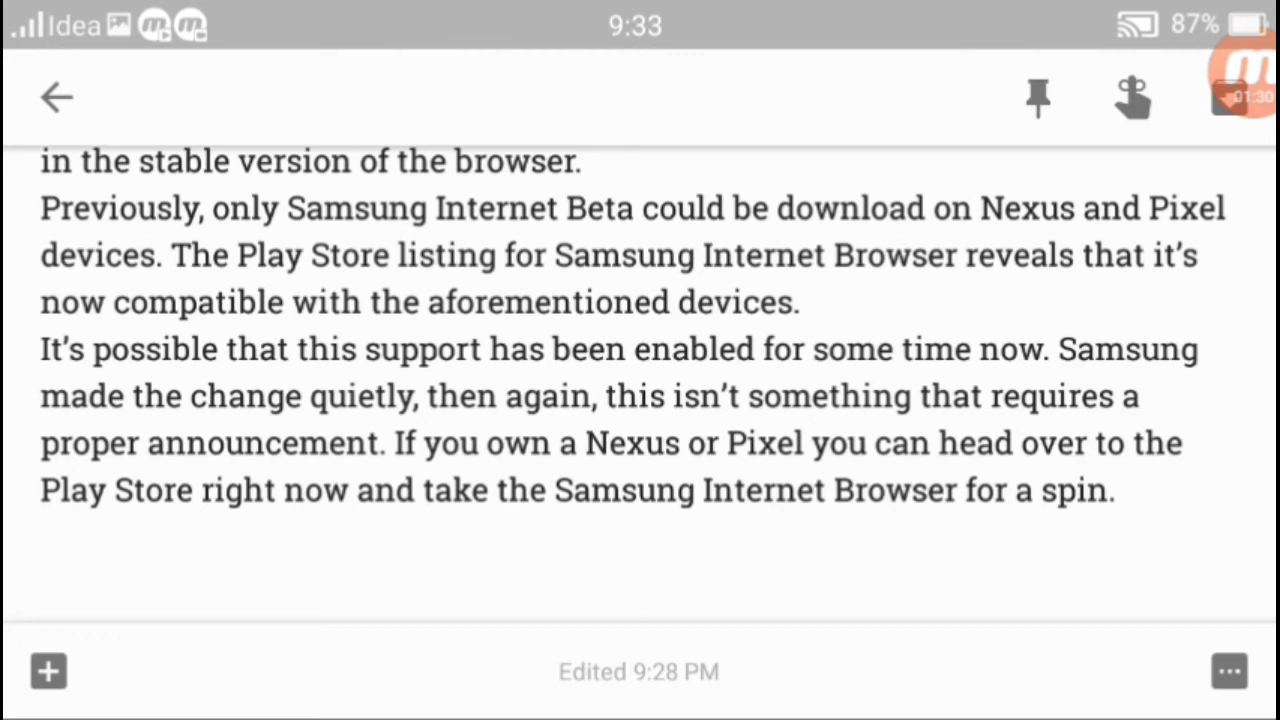 Idea 9:33 87%
01:30
in the stable version of the browser.
Previously, only Samsung Internet Beta could be download on Nexus and Pixel
devices. The Play Store listing for Samsung Internet Browser reveals that it’s
now compatible with the aforementioned devices.
It’s possible that this support has been enabled for some time now. Samsung
made the change quietly, then again, this isn’t something that requires a
proper announcement. If you own a Nexus or Pixel you can head over to the
Play Store right now and take the Samsung Internet Browser for a spin.
Edited 9:28 PM